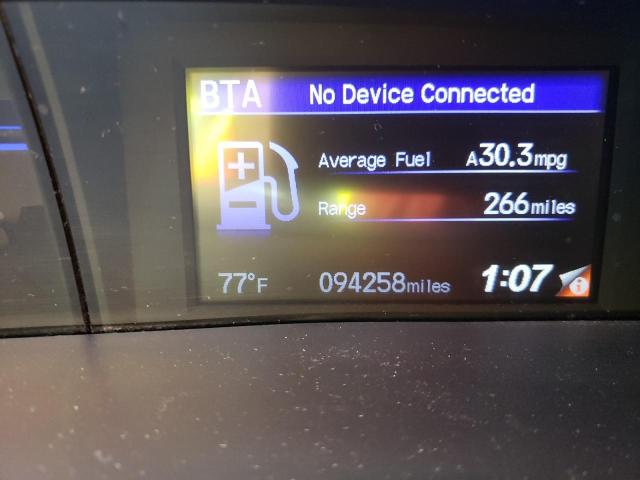 BTA No Device Connected
Average Fuel A30.3mpg
Range 266miles
77°F 094258miles 1:07 i